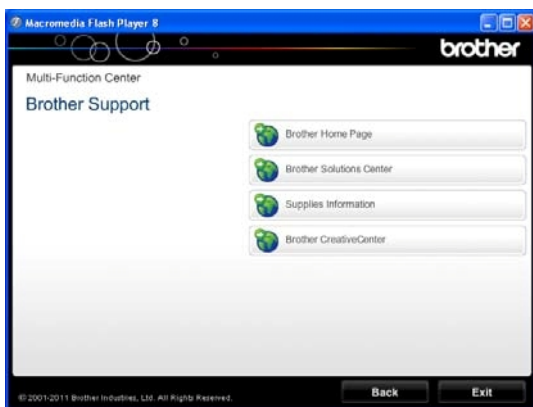 Macromedia Flash Player 8
brother
Multi-Function Center
Brother Support
Brother Home Page
Brother Solutions Center
Supplies Information
Brother CreativeCenter
© 2001-2011 Brother Industries, Ltd. All Rights Reserved.
Back
Exit